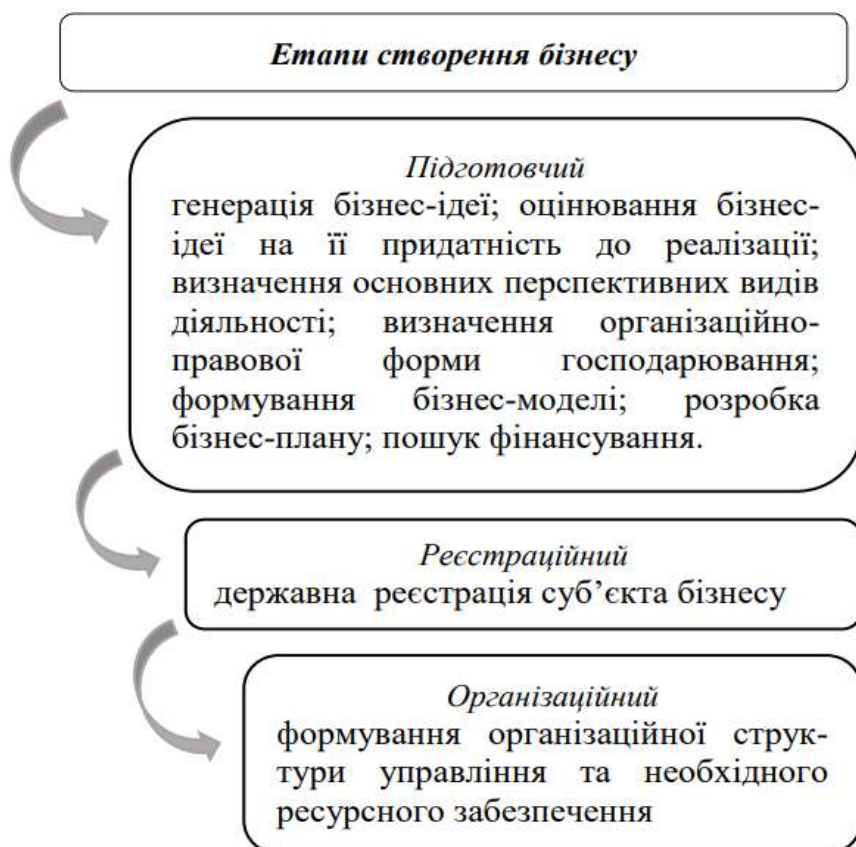 Етапи створення бізнесу
Підготовчий
генерація бізнес-ідеї; оцінювання бізнес-
ідеї на її придатність до реалізації;
визначення основних перспективних видів
діяльності; визначення організаційно-
правової форми господарювання;
формування бізнес-моделі; розробка
бізнес-плану; пошук фінансування.
Реєстраційний
державна реєстрація суб’єкта бізнесу
Організаційний
формування організаційної струк-
тури управління та необхідного
ресурсного забезпечення